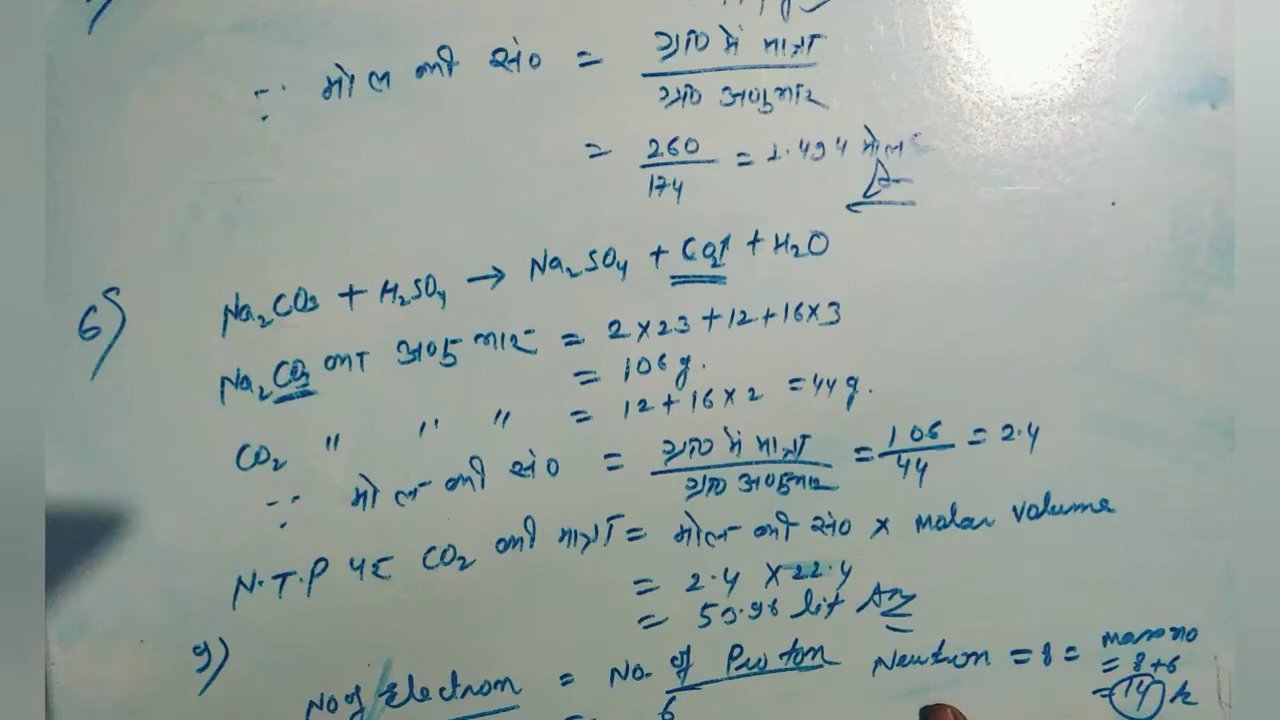 ∵ मोल की सं० = ग्राम में मात्रा / ग्राम अणुभार
= 260 / 174 = 1.494 मोल
6) Na₂CO₃ + H₂SO₄ → Na₂SO₄ + CO₂↑ + H₂O
Na₂CO₃ का अणुभार = 2×23+12+16×3
= 106 g.
CO₂ " " " = 12+16×2 = 44 g.
∵ मोल की सं० = ग्राम में मात्रा / ग्राम अणुभार = 106 / 44 = 2.4
N.T.P पर CO₂ की मात्रा = मोल की सं० × Molar Volume
= 2.4 × 22.4
= 53.96 lit Ans
9) No of Electron = No. of Proton Neutron = 8 = Mass no
6 = 8+6
= 14